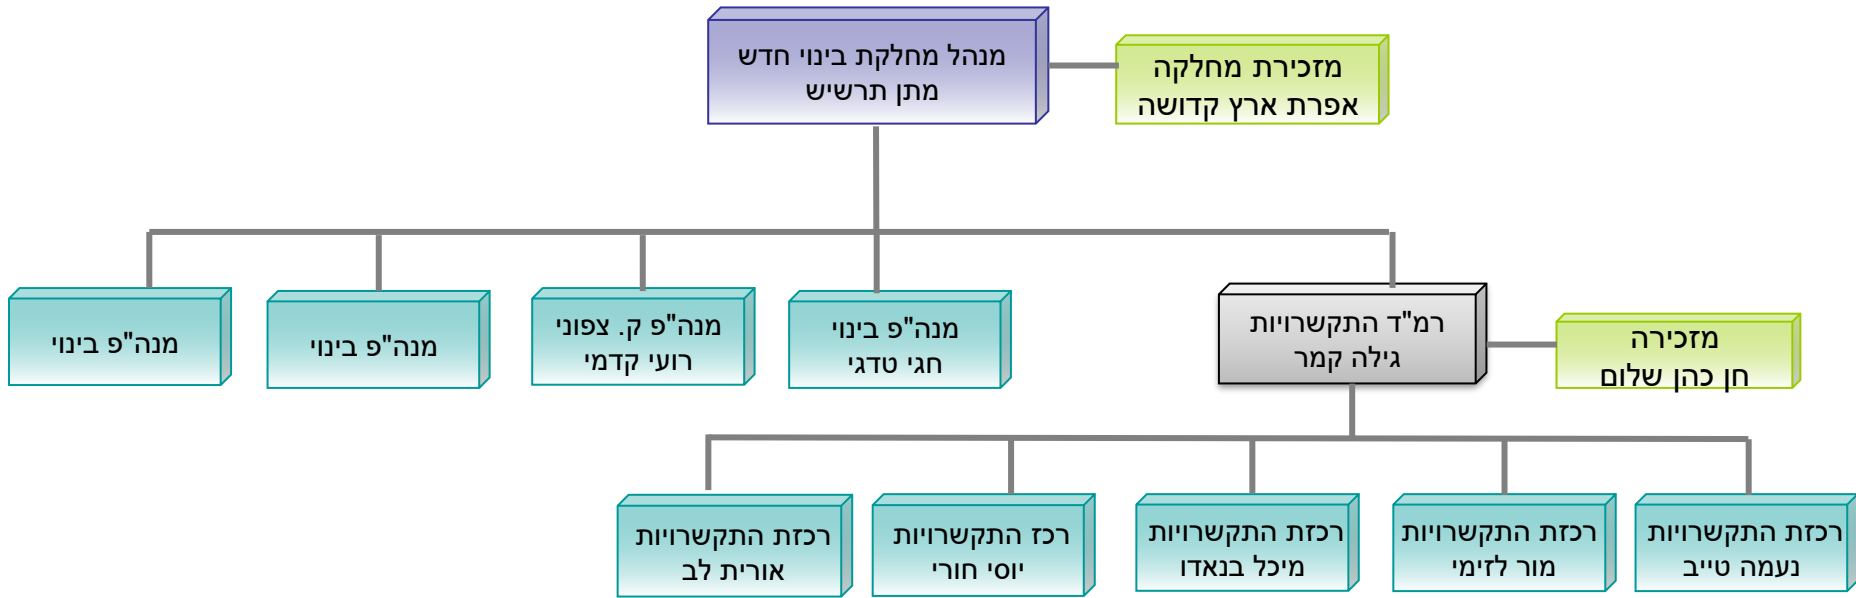 מנהל מחלקת בינוי חדש
מתן תרשיש
מזכירת מחלקה
אפרת ארץ קדושה
רמ"ד התקשרויות
גילה קמר
מזכירה
חן כהן שלום
מנה"פ בינוי
חגי טדגי
מנה"פ ק. צפוני
רועי קדמי
מנה"פ בינוי
מנה"פ בינוי
רכזת התקשרויות
נעמה טייב
רכזת התקשרויות
מור לזימי
רכזת התקשרויות
מיכל בנאדו
רכז התקשרויות
יוסי חורי
רכזת התקשרויות
אורית לב